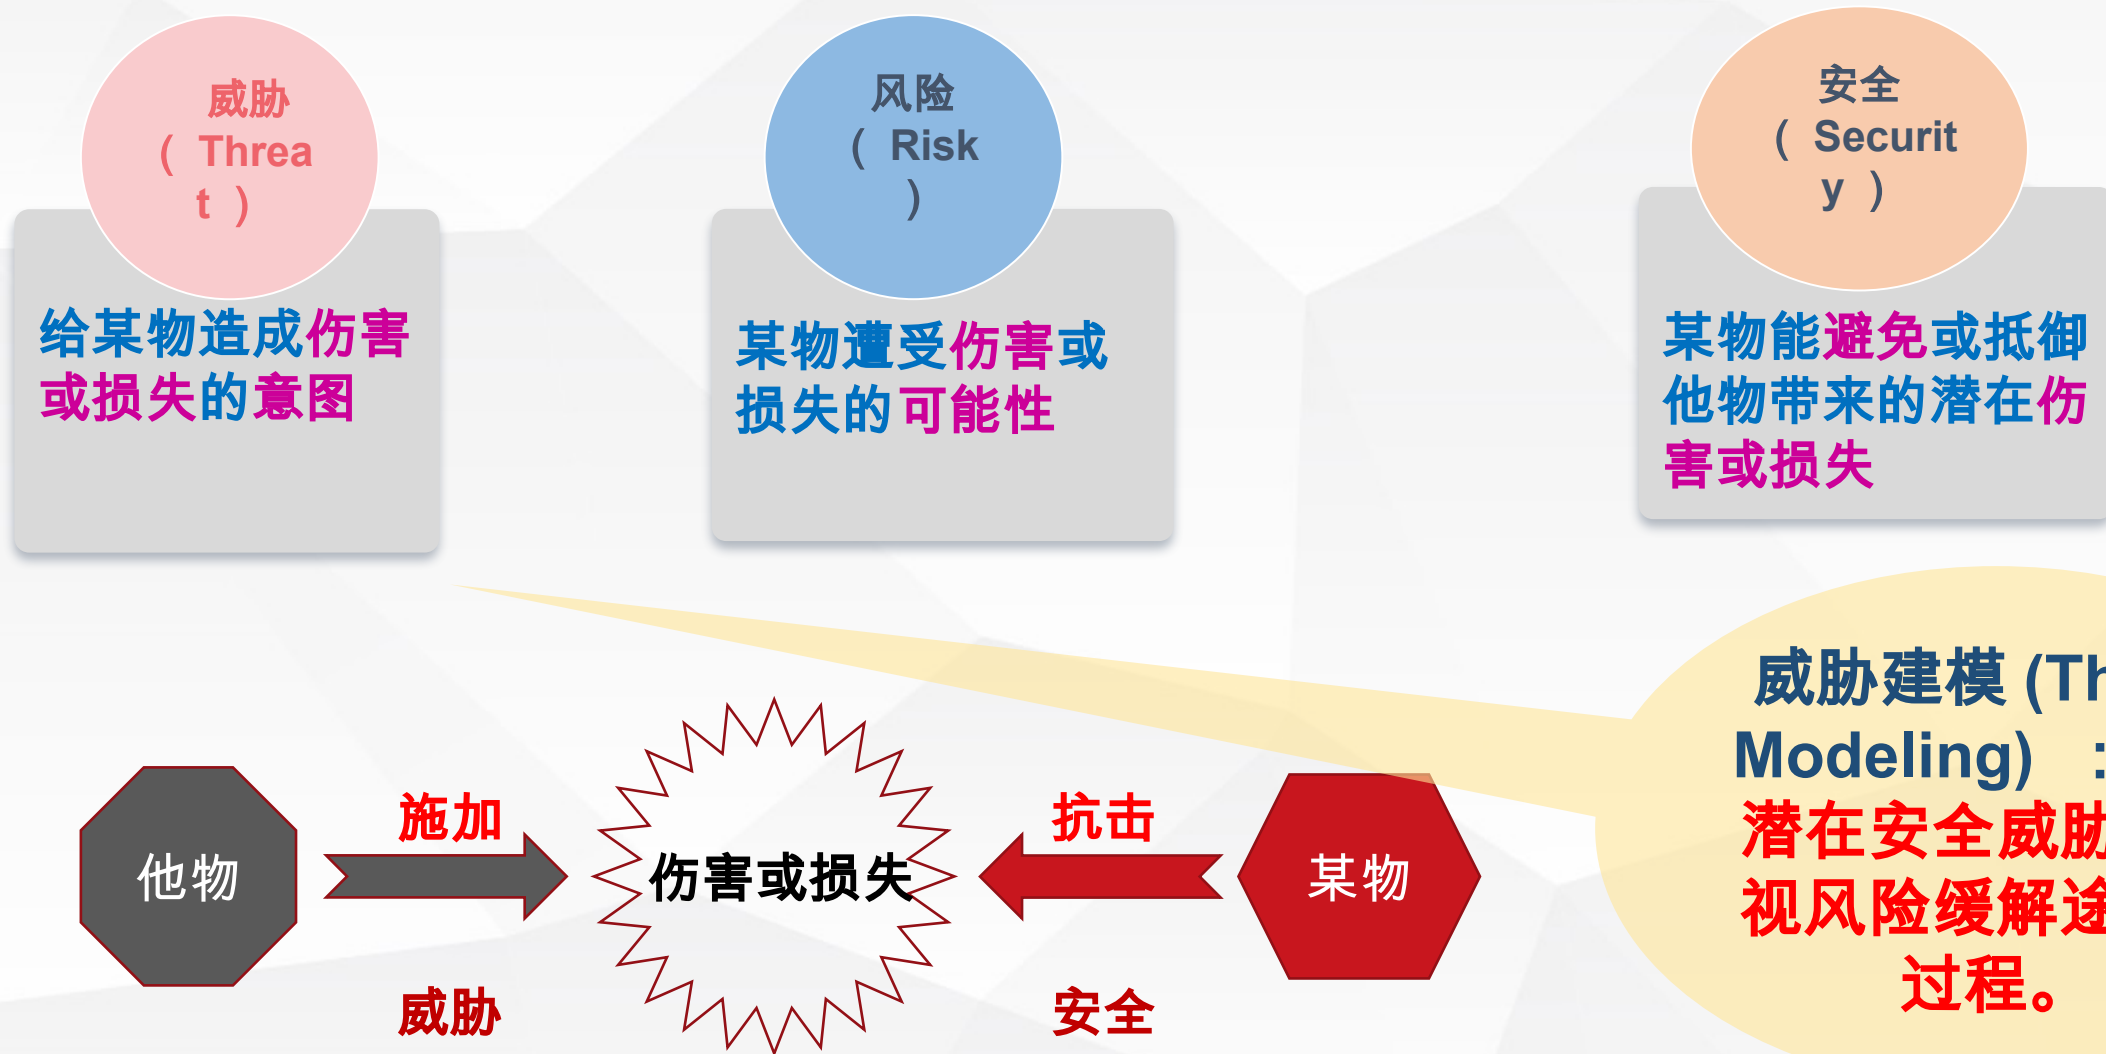 威胁
( Threa
t )
给某物造成伤害
或损失的意图
风险
( Risk
)
某物遭受伤害或
损失的可能性
安全
( Securit
y )
某物能避免或抵御
他物带来的潜在伤
害或损失
他物
施加
威胁
伤害或损失
抗击
安全
某物
威胁建模 (Th
Modeling) :
潜在安全威胁
视风险缓解途
过程。